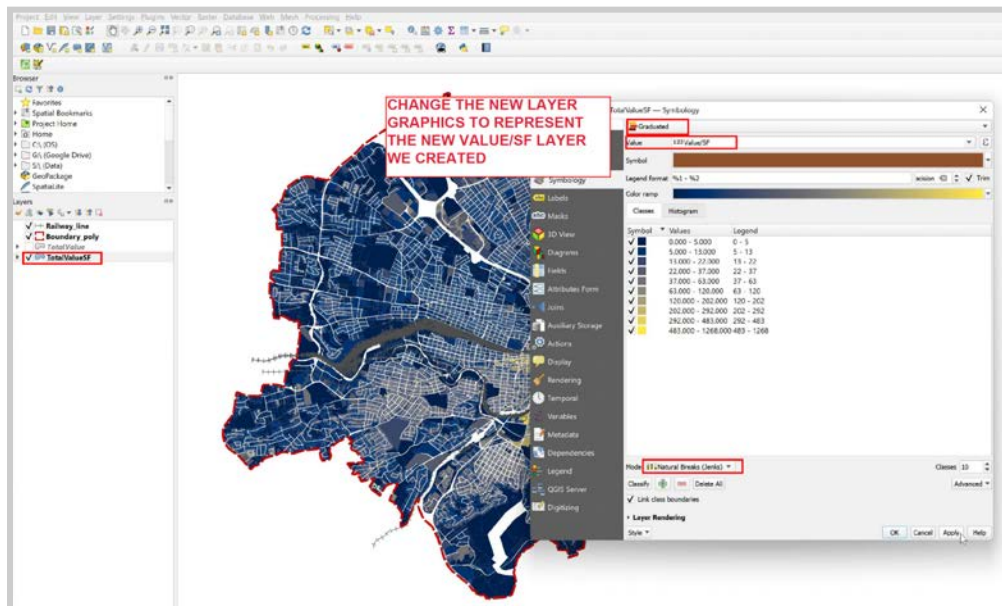 Project Edit View Layer Settings Plugins Vector Raster Database Web Mesh Processing Help
Browser
Favorites
Spatial Bookmarks
Project Home
Home
C:\ (OS)
G:\ (Google Drive)
S:\ (Data)
GeoPackage
SpatiaLite
Layers
Railway_line
Boundary_poly
TotalValue
TotalValueSF
CHANGE THE NEW LAYER
GRAPHICS TO REPRESENT
THE NEW VALUE/SF LAYER
WE CREATED
TotalValueSF — Symbology
Graduated
Value 123 Value/SF
Symbol
Legend format %1 - %2 Trim
Color ramp
Classes Histogram
Symbol Values Legend
0.000 - 5.000 0 - 5
5.000 - 13.000 5 - 13
13.000 - 22.000 13 - 22
22.000 - 37.000 22 - 37
37.000 - 63.000 37 - 63
63.000 - 120.000 63 - 120
120.000 - 202.000 120 - 202
202.000 - 292.000 202 - 292
292.000 - 483.000 292 - 483
483.000 - 1268.000 483 - 1268
Mode Natural Breaks (Jenks) Classes 10
Classify Delete All Advanced
Link class boundaries
Layer Rendering
Style OK Cancel Apply Help
Symbology
Labels
Masks
3D View
Diagrams
Fields
Attributes Form
Joins
Auxiliary Storage
Actions
Display
Rendering
Temporal
Variables
Metadata
Dependencies
Legend
QGIS Server
Digitizing